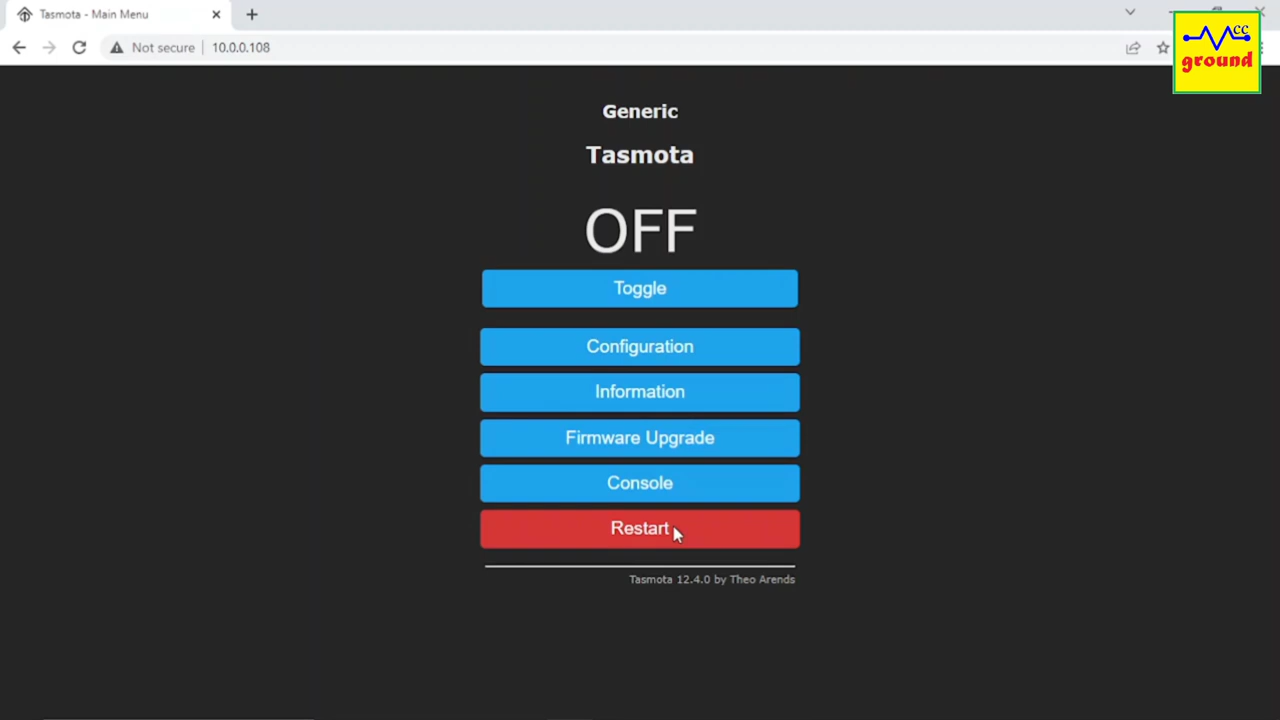 Tasmota - Main Menu
Not secure
10.0.0.108
cc
ground
Generic
Tasmota
OFF
Toggle
Configuration
Information
Firmware Upgrade
Console
Restart
Tasmota 12.4.0 by Theo Arends